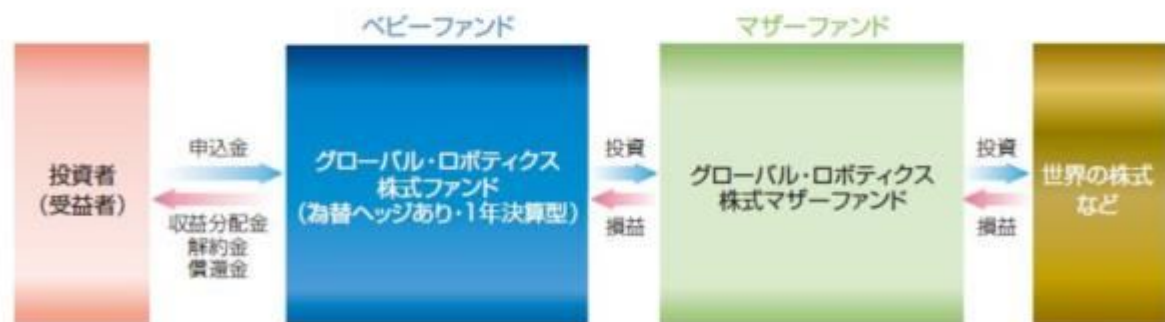 ベビーファンド
マザーファンド
投資者
（受益者）
申込金
収益分配金
解約金
償還金
グローバル・ロボティクス
株式ファンド
（為替ヘッジあり・1年決算型）
投資
損益
グローバル・ロボティクス
株式マザーファンド
投資
損益
世界の株式
など